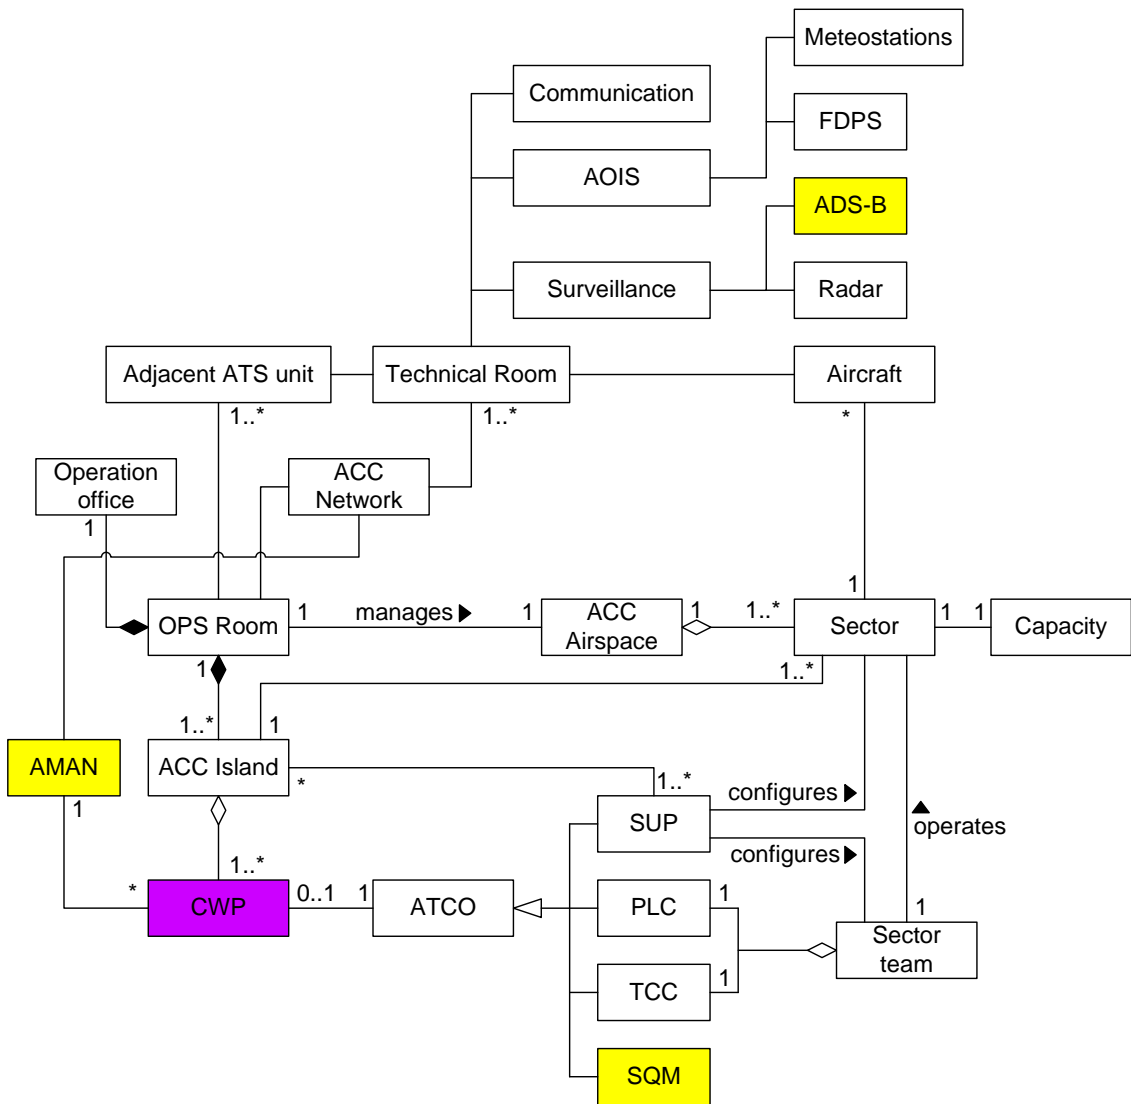 Meteostations
Communication
FDPS
AOIS
ADS-B
Surveillance
Radar
Adjacent ATS unit
Technical Room
Aircraft
1..*
1..*
*
Operation
office
ACC
Network
1
1
OPS Room
1
manages
1
ACC
Airspace
1
1..*
Sector
1
1
Capacity
1
1..*
1..*
1
AMAN
ACC Island
*
1..*
1
configures
SUP
operates
configures
1..*
*
CWP
0..1
1
ATCO
PLC
1
1
Sector
team
TCC
1
SQM